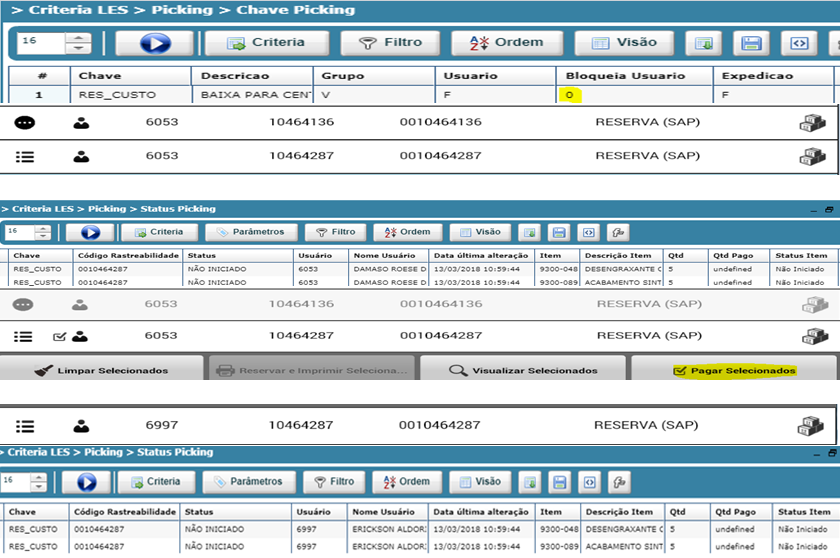 > Criteria LES > Picking > Chave Picking
16 Criteria Filtro Ordem Visão
# Chave Descricao Grupo Usuario Bloqueia Usuario Expedicao
1 RES_CUSTO BAIXA PARA CEN V F O F
6053 10464136 0010464136 RESERVA (SAP)
6053 10464287 0010464287 RESERVA (SAP)
> Criteria LES > Picking > Status Picking
16 Criteria Parâmetros Filtro Ordem Visão
Chave Código Rastreabilidade Status Usuário Nome Usuário Data última alteração Item Descrição Item Qtd Qtd Pago Status Item
RES_CUSTO 0010464287 NÃO INICIADO 6053 DAMASO ROESE D 13/03/2018 10:59:44 9300-048 DESENGRAXANTE C 5 undefined Não Iniciado
RES_CUSTO 0010464287 NÃO INICIADO 6053 DAMASO ROESE D 13/03/2018 10:59:44 9300-089 ACABAMENTO SINT 5 undefined Não Iniciado
6053 10464136 0010464136 RESERVA (SAP)
6053 10464287 0010464287 RESERVA (SAP)
Limpar Selecionados Reservar e Imprimir Seleciona... Visualizar Selecionados Pagar Selecionados
6997 10464287 0010464287 RESERVA (SAP)
> Criteria LES > Picking > Status Picking
16 Criteria Parâmetros Filtro Ordem Visão
Chave Código Rastreabilidade Status Usuário Nome Usuário Data última alteração Item Descrição Item Qtd Qtd Pago Status Item
RES_CUSTO 0010464287 NÃO INICIADO 6997 ERICKSON ALDOR 13/03/2018 10:59:44 9300-048 DESENGRAXANTE C 5 undefined Não Iniciado
RES_CUSTO 0010464287 NÃO INICIADO 6997 ERICKSON ALDOR 13/03/2018 10:59:44 9300-089 ACABAMENTO SINT 5 undefined Não Iniciado